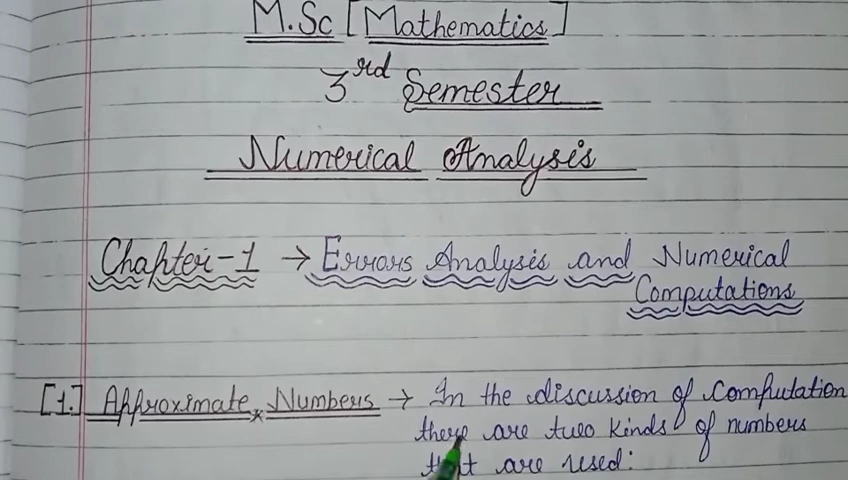 M.Sc [Mathematics]
3rd Semester
Numerical Analysis
Chapter-1 → Errors Analysis and Numerical
Computations
[1.] Approximate Numbers → In the discussion of computation
there are two kinds of numbers
that are used: